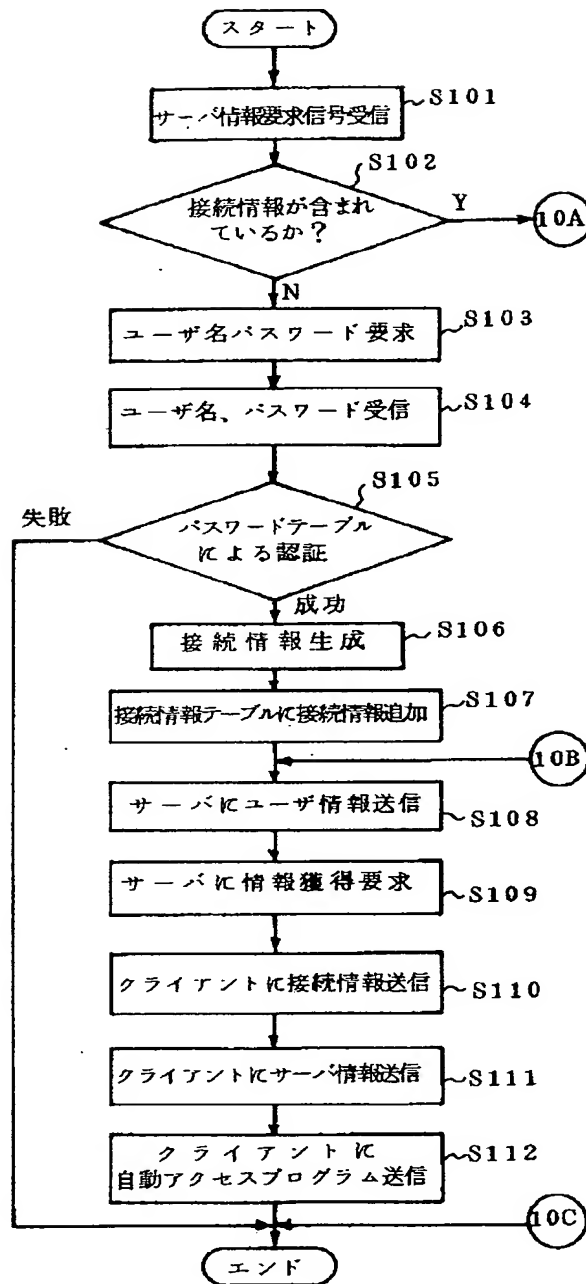 スタート
サーバ情報要求信号受信
S101
S102
接続情報が含まれ
ているか？
Y
10A
N
ユーザ名パスワード要求
S103
ユーザ名、パスワード受信
S104
S105
失敗
パスワードテーブル
による認証
成功
接続情報生成
S106
接続情報テーブルに接続情報追加
S107
10B
サーバにユーザ情報送信
S108
サーバに情報獲得要求
S109
クライアントに接続情報送信
S110
クライアントにサーバ情報送信
S111
クライアントに
自動アクセスプログラム送信
S112
10C
エンド